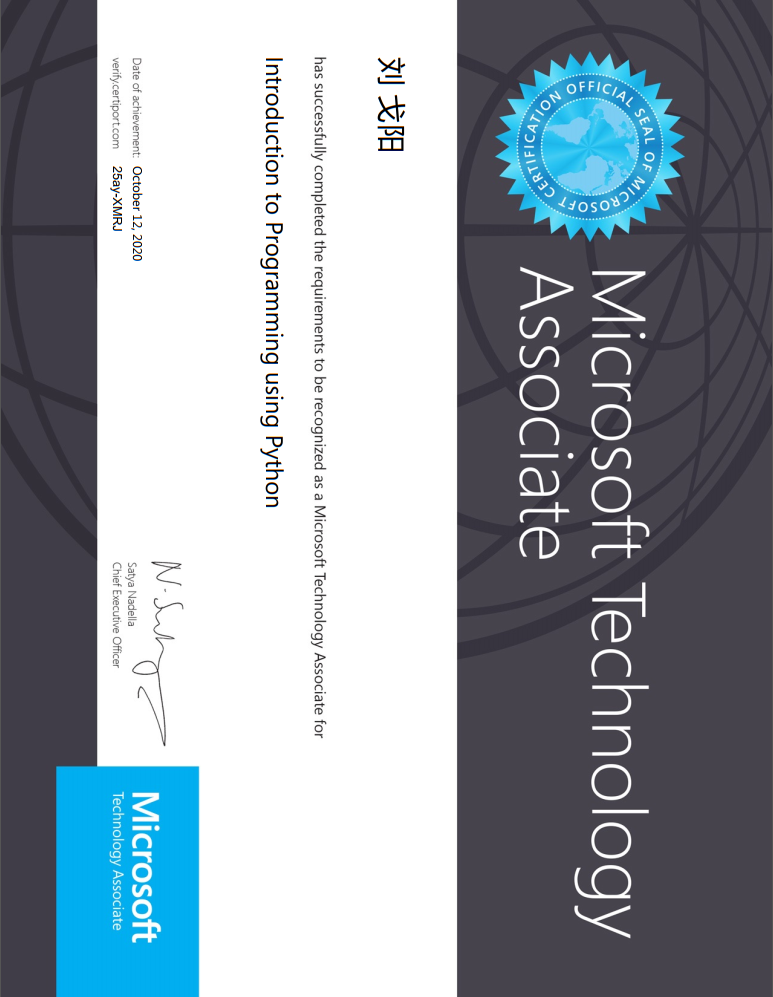 CERTIFICATION OFFICIAL SEAL OF MICROSOFT
Microsoft Technology
Associate
刘 戈阳
has successfully completed the requirements to be recognized as a Microsoft Technology Associate for
Introduction to Programming using Python
Date of achievement: October 12, 2020
verify.certiport.com 25ay-XMRJ
Satya Nadella
Chief Executive Officer
Microsoft
Technology Associate